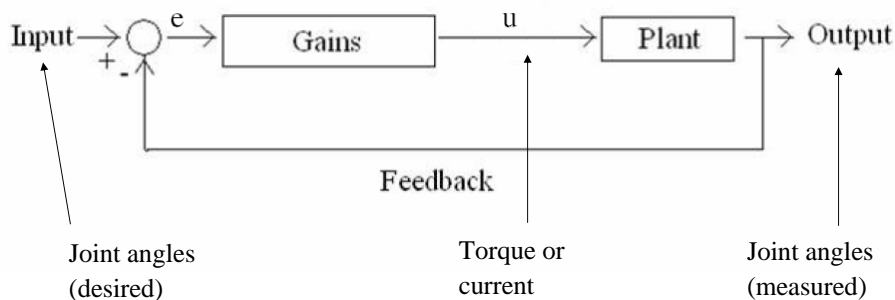 Input
+
-
e
Gains
u
Plant
Output
Feedback
Joint angles
(desired)
Torque or
current
Joint angles
(measured)